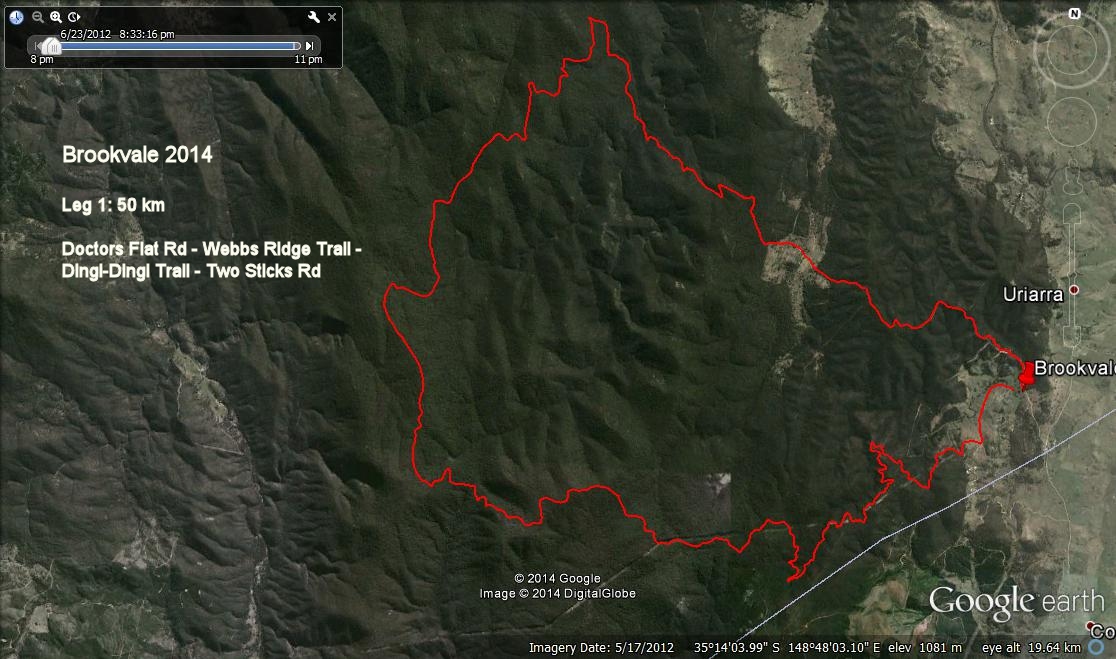 6/23/2012 8:33:16 pm
8 pm
11 pm
N
Brookvale 2014
Leg 1: 50 km
Doctors Flat Rd - Webbs Ridge Trail -
Dingi-Dingi Trail - Two Sticks Rd
Uriarra
Brookvale
© 2014 Google
Image © 2014 DigitalGlobe
Google earth
Co
Imagery Date: 5/17/2012 35°14'03.99" S 148°48'03.10" E elev 1081 m eye alt 19.64 km